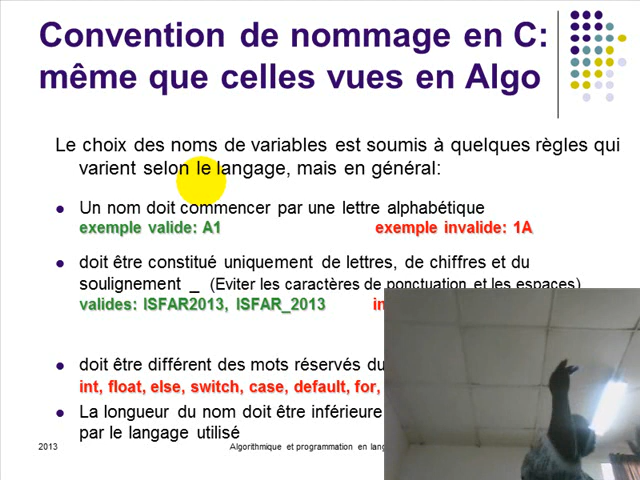 Convention de nommage en C:
même que celles vues en Algo
Le choix des noms de variables est soumis à quelques règles qui
varient selon le langage, mais en général:
Un nom doit commencer par une lettre alphabétique
exemple valide: A1 exemple invalide: 1A
doit être constitué uniquement de lettres, de chiffres et du
soulignement _ (Eviter les caractères de ponctuation et les espaces)
valides: ISFAR2013, ISFAR_2013
doit être différent des mots réservés du
int, float, else, switch, case, default, for,
La longueur du nom doit être inférieure
par le langage utilisé
2013 Algorithmique et programmation en